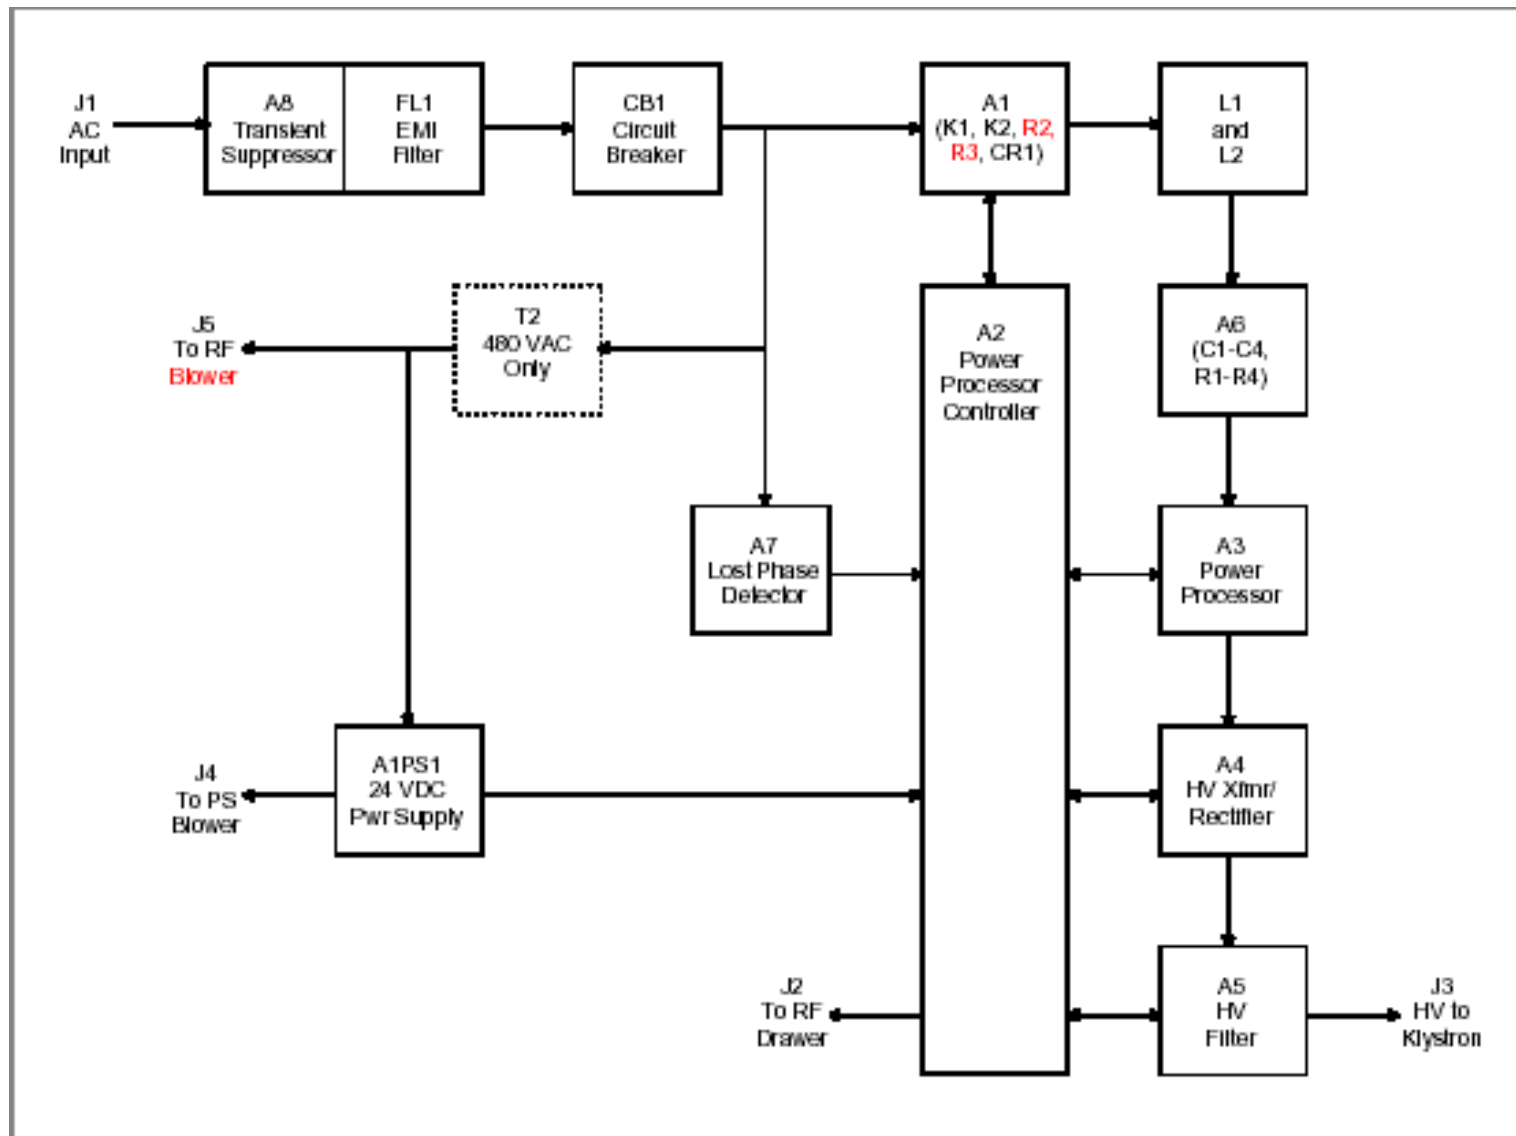 J1
AC
Input
A8
Transient
Suppressor
FL1
EMI
Filter
CB1
Circuit
Breaker
A1
(K1, K2, R2,
R3, CR1)
L1
and
L2
J5
To RF
Blower
T2
480 VAC
Only
A2
Power
Processor
Controller
A6
(C1-C4,
R1-R4)
A7
Lost Phase
Detector
A3
Power
Processor
J4
To PS
Blower
A1PS1
24 VDC
Pwr Supply
A4
HV Xfmr/
Rectifier
J2
To RF
Drawer
A5
HV
Filter
J3
HV to
Klystron